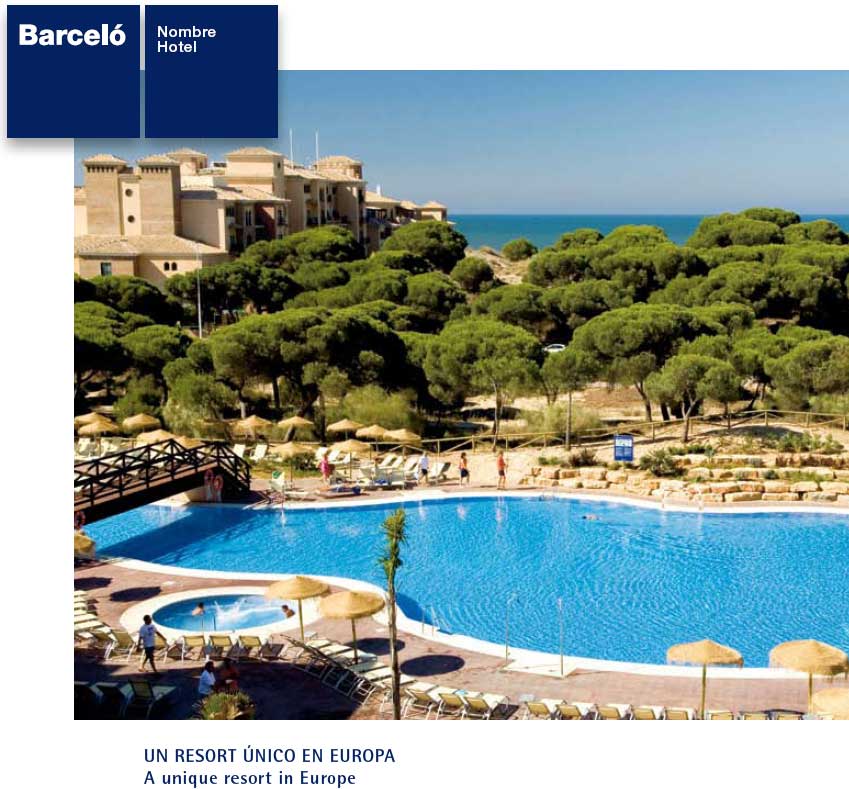 Barceló
Nombre
Hotel
UN RESORT ÚNICO EN EUROPA
A unique resort in Europe